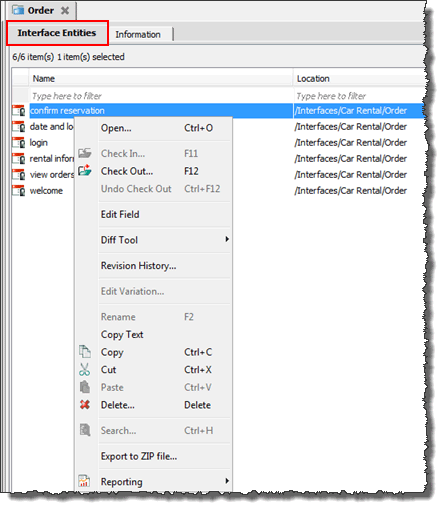 Order
Interface Entities Information
6/6 item(s) 1 item(s) selected
Name Location
Type here to filter Type here to filter
confirm reservation /Interfaces/Car Rental/Order
date and lo /Interfaces/Car Rental/Order
login /Interfaces/Car Rental/Order
rental inforr /Interfaces/Car Rental/Order
view orders /Interfaces/Car Rental/Order
welcome /Interfaces/Car Rental/Order
Open... Ctrl+O
Check In... F11
Check Out... F12
Undo Check Out Ctrl+F12
Edit Field
Diff Tool
Revision History...
Edit Variation...
Rename F2
Copy Text
Copy Ctrl+C
Cut Ctrl+X
Paste Ctrl+V
Delete... Delete
Search... Ctrl+H
Export to ZIP file...
Reporting